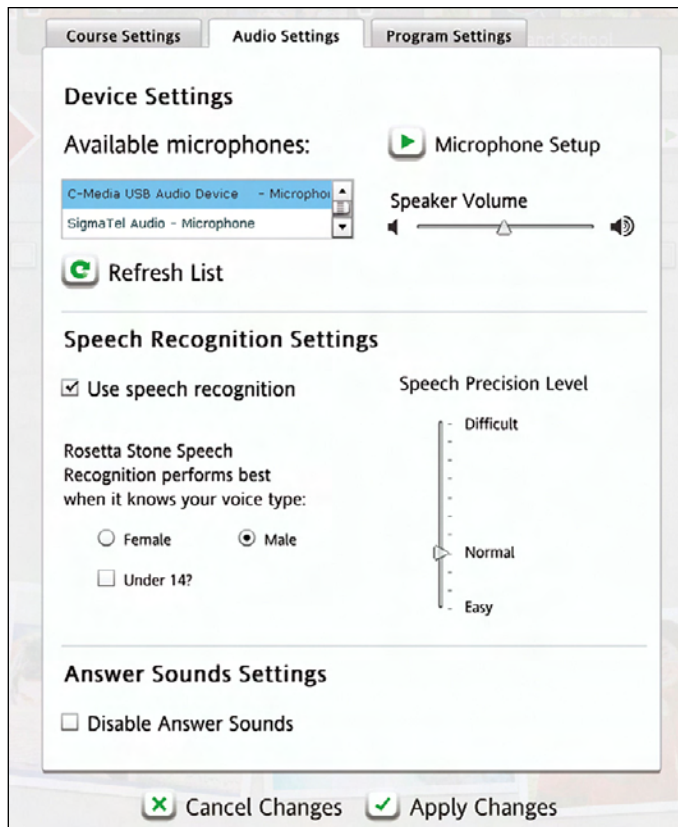 Course Settings
Audio Settings
Program Settings
and School
Device Settings
Available microphones:
Microphone Setup
C-Media USB Audio Device - Micropho
SigmaTel Audio - Microphone
Speaker Volume
Refresh List
Speech Recognition Settings
Use speech recognition
Speech Precision Level
Difficult
Rosetta Stone Speech
Recognition performs best
when it knows your voice type:
Female
Male
Normal
Under 14?
Easy
Answer Sounds Settings
Disable Answer Sounds
Cancel Changes
Apply Changes